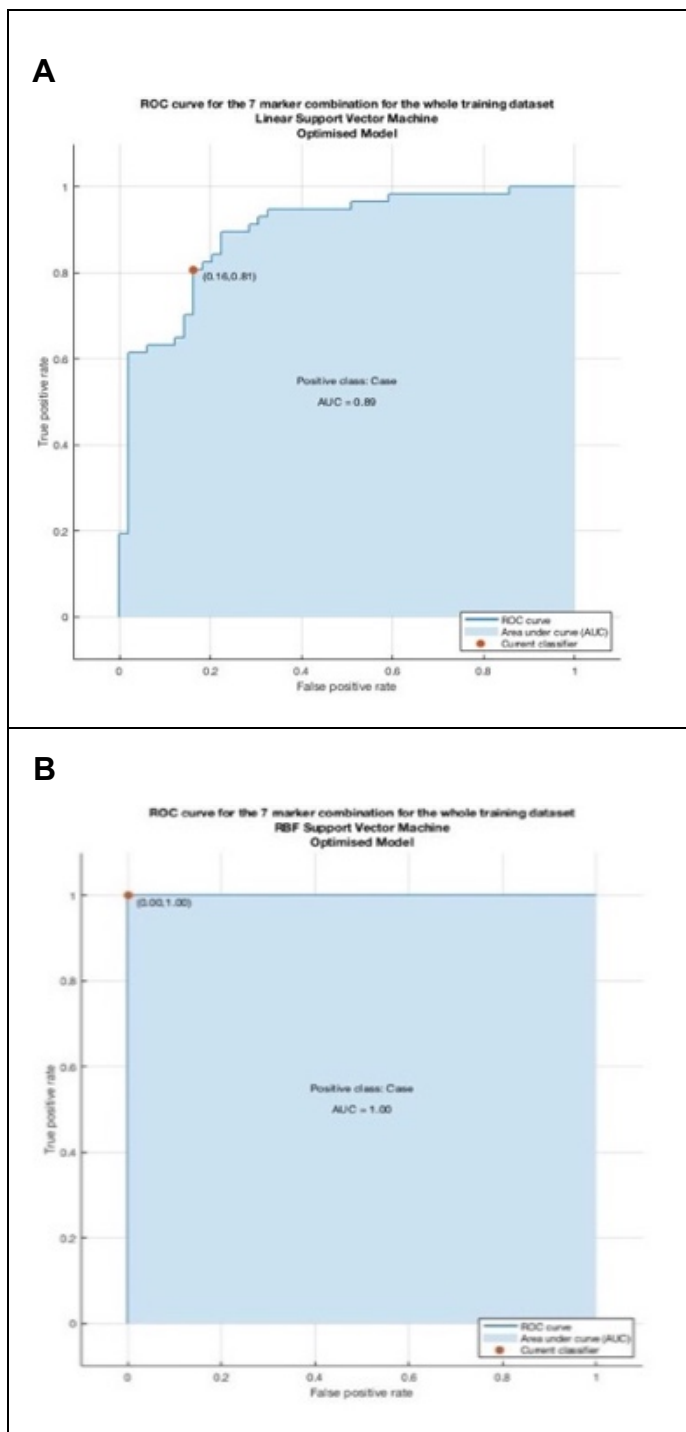 A
ROC curve for the 7 marker combination for the whole training dataset
Linear Support Vector Machine
Optimised Model
1
0.8
0.6
0.4
0.2
0
True positive rate
(0.16,0.81)
Positive class: Case
AUC = 0.89
ROC curve
Area under curve (AUC)
Current classifier
0 0.2 0.4 0.6 0.8 1
False positive rate
B
ROC curve for the 7 marker combination for the whole training dataset
RBF Support Vector Machine
Optimised Model
1
0.8
0.6
0.4
0.2
0
True positive rate
(0.00,1.00)
Positive class: Case
AUC = 1.00
ROC curve
Area under curve (AUC)
Current classifier
0 0.2 0.4 0.6 0.8 1
False positive rate